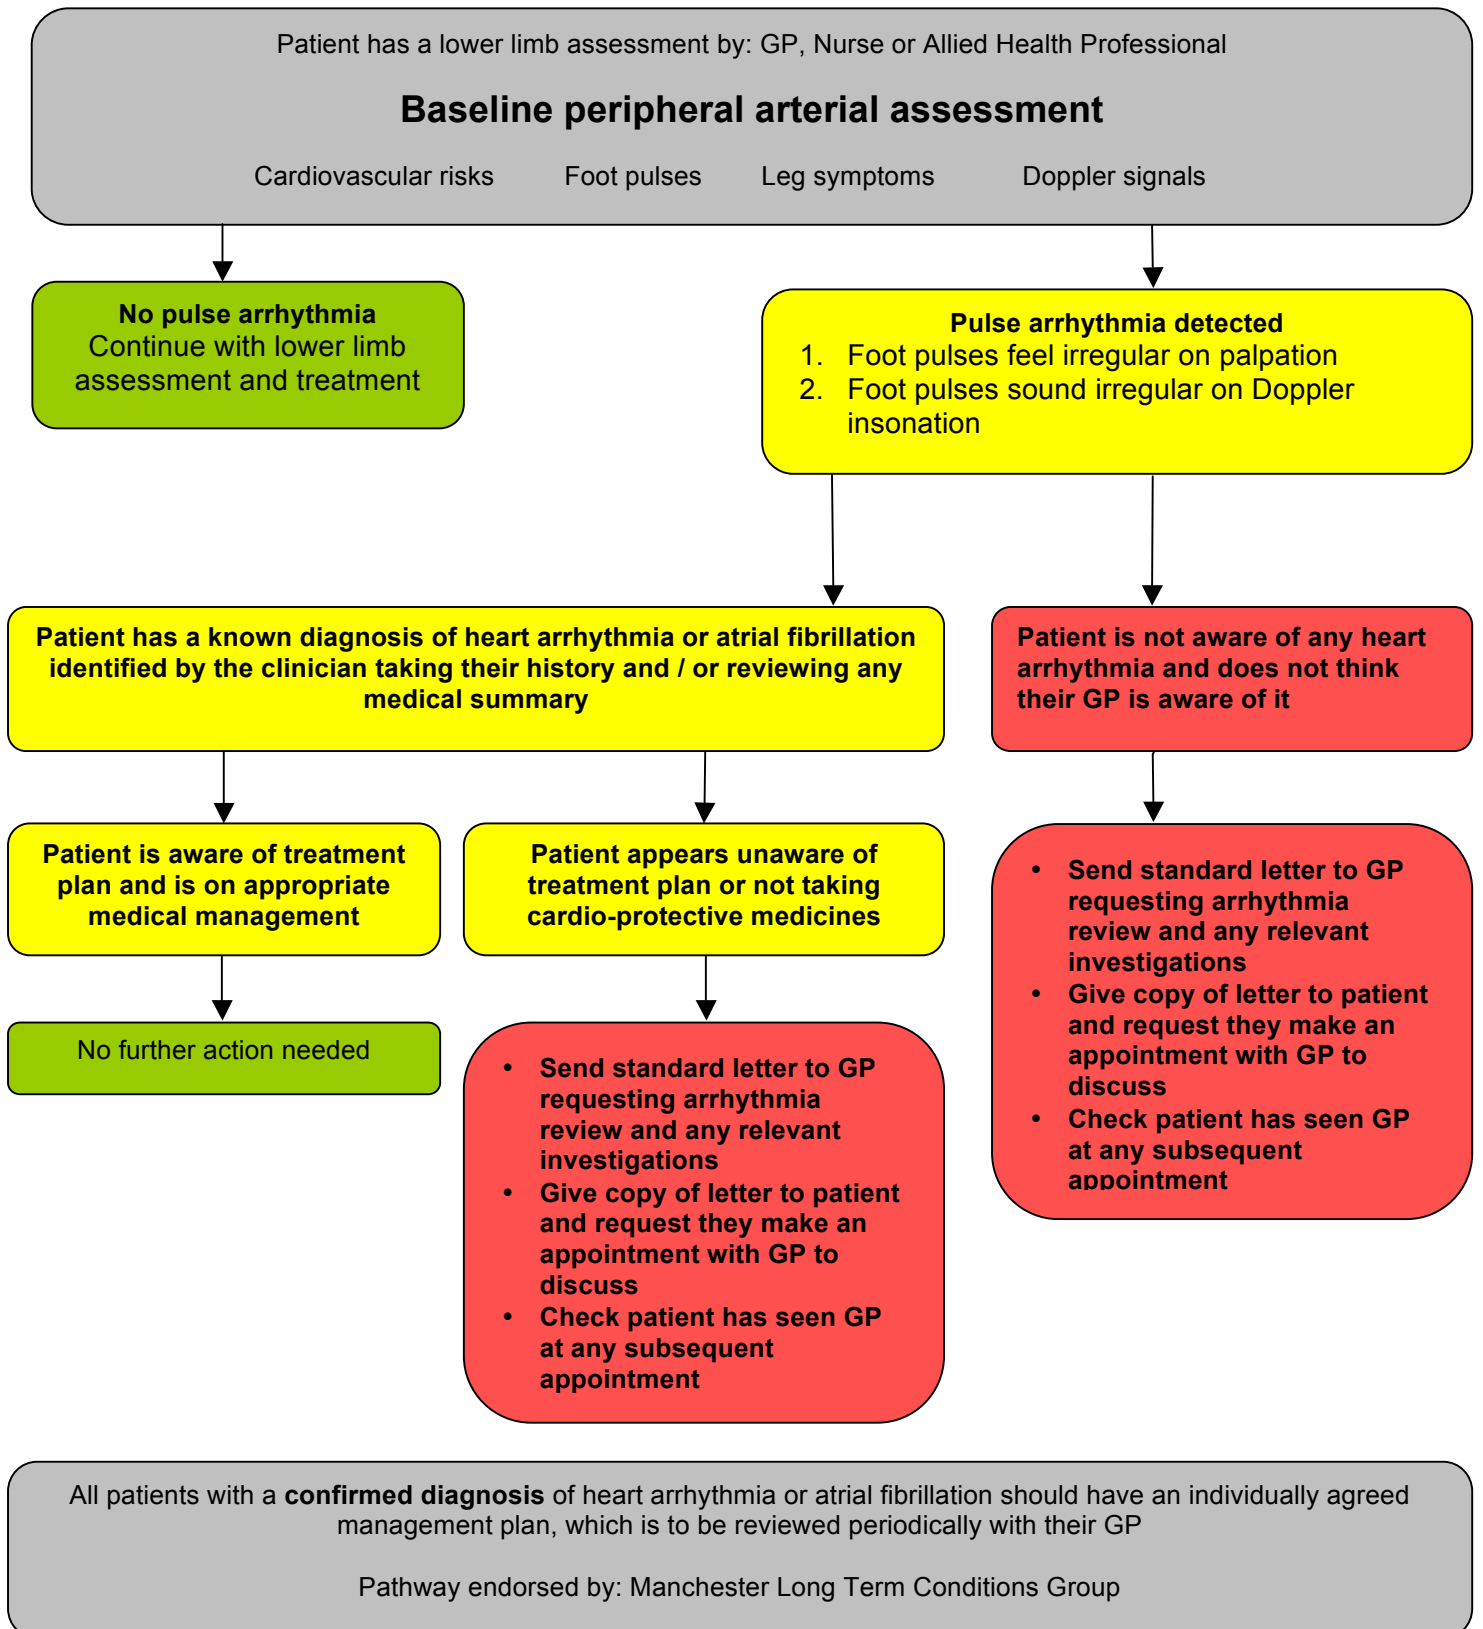 Patient has a lower limb assessment by: GP, Nurse or Allied Health Professional
Baseline peripheral arterial assessment
Cardiovascular risks Foot pulses Leg symptoms Doppler signals
No pulse arrhythmia
Continue with lower limb
assessment and treatment
Pulse arrhythmia detected
1. Foot pulses feel irregular on palpation
2. Foot pulses sound irregular on Doppler
insonation
Patient has a known diagnosis of heart arrhythmia or atrial fibrillation
identified by the clinician taking their history and / or reviewing any
medical summary
Patient is not aware of any heart
arrhythmia and does not think
their GP is aware of it
Patient is aware of treatment
plan and is on appropriate
medical management
Patient appears unaware of
treatment plan or not taking
cardio-protective medicines
• Send standard letter to GP
requesting arrhythmia
review and any relevant
investigations
• Give copy of letter to patient
and request they make an
appointment with GP to
discuss
• Check patient has seen GP
at any subsequent
appointment
No further action needed
• Send standard letter to GP
requesting arrhythmia
review and any relevant
investigations
• Give copy of letter to patient
and request they make an
appointment with GP to
discuss
• Check patient has seen GP
at any subsequent
appointment
All patients with a confirmed diagnosis of heart arrhythmia or atrial fibrillation should have an individually agreed
management plan, which is to be reviewed periodically with their GP
Pathway endorsed by: Manchester Long Term Conditions Group